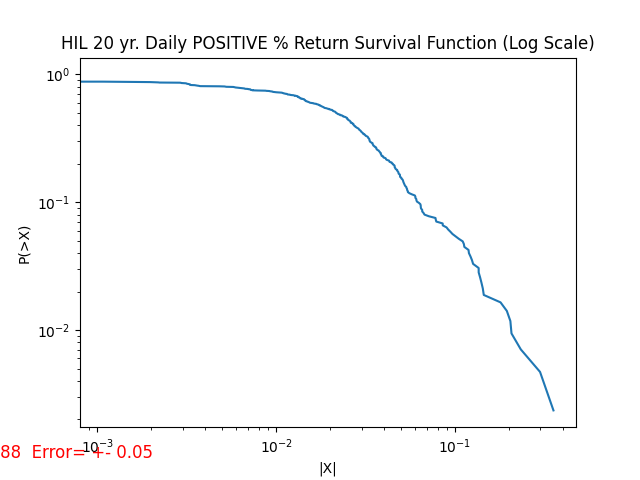 HIL 20 yr. Daily POSITIVE % Return Survival Function (Log Scale)
10⁰
10⁻¹
10⁻²
P(>X)
10⁻³ 10⁻² 10⁻¹
88 Error= +- 0.05
|X|